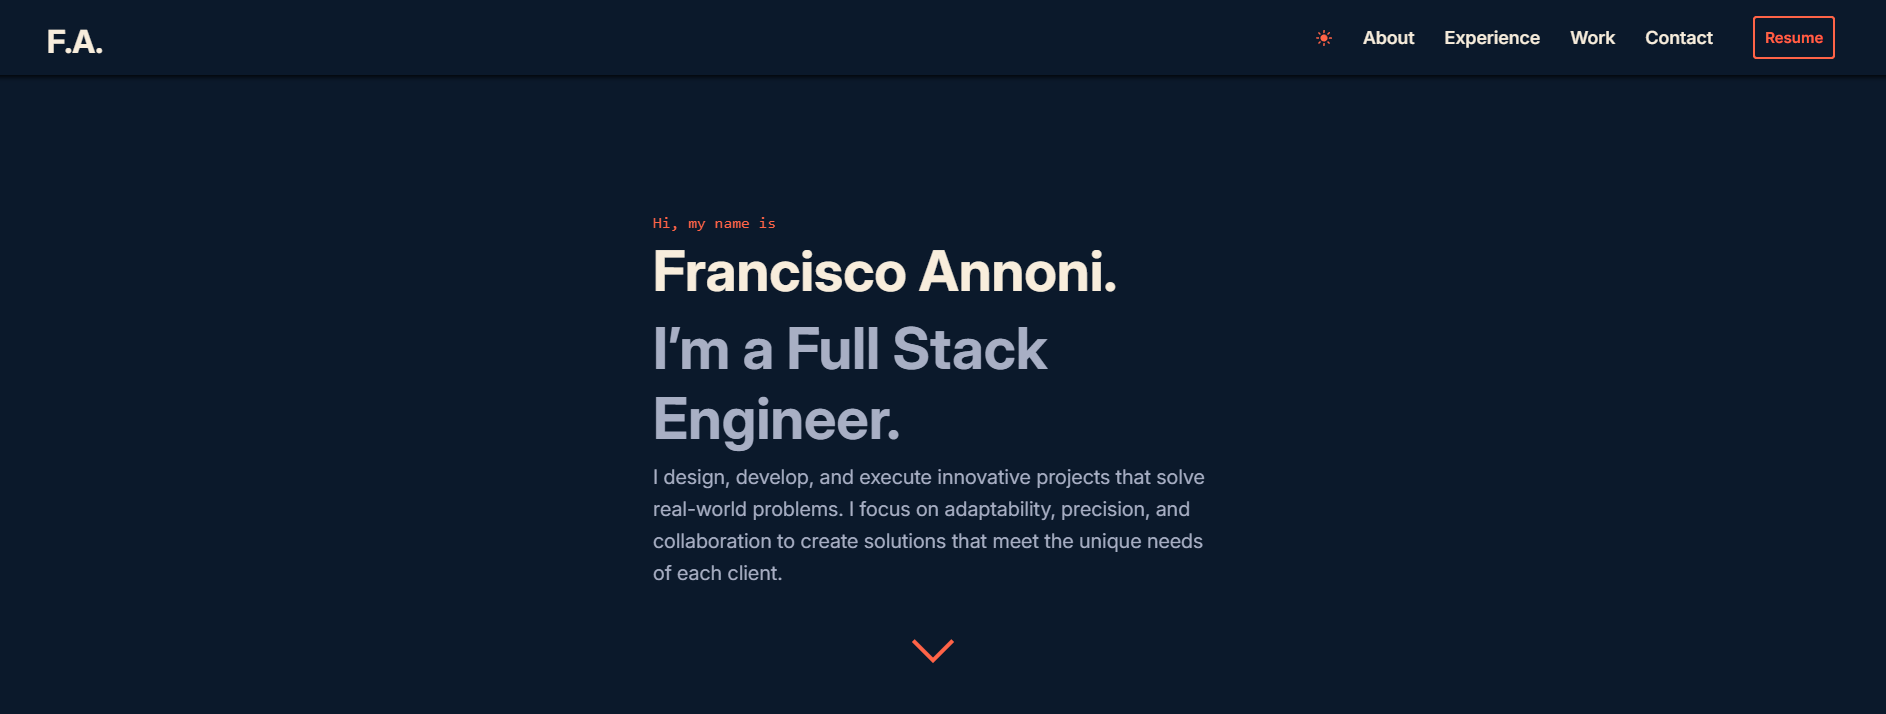 F.A.
About
Experience
Work
Contact
Resume
Hi, my name is
Francisco Annoni.
I’m a Full Stack
Engineer.
I design, develop, and execute innovative projects that solve
real-world problems. I focus on adaptability, precision, and
collaboration to create solutions that meet the unique needs
of each client.